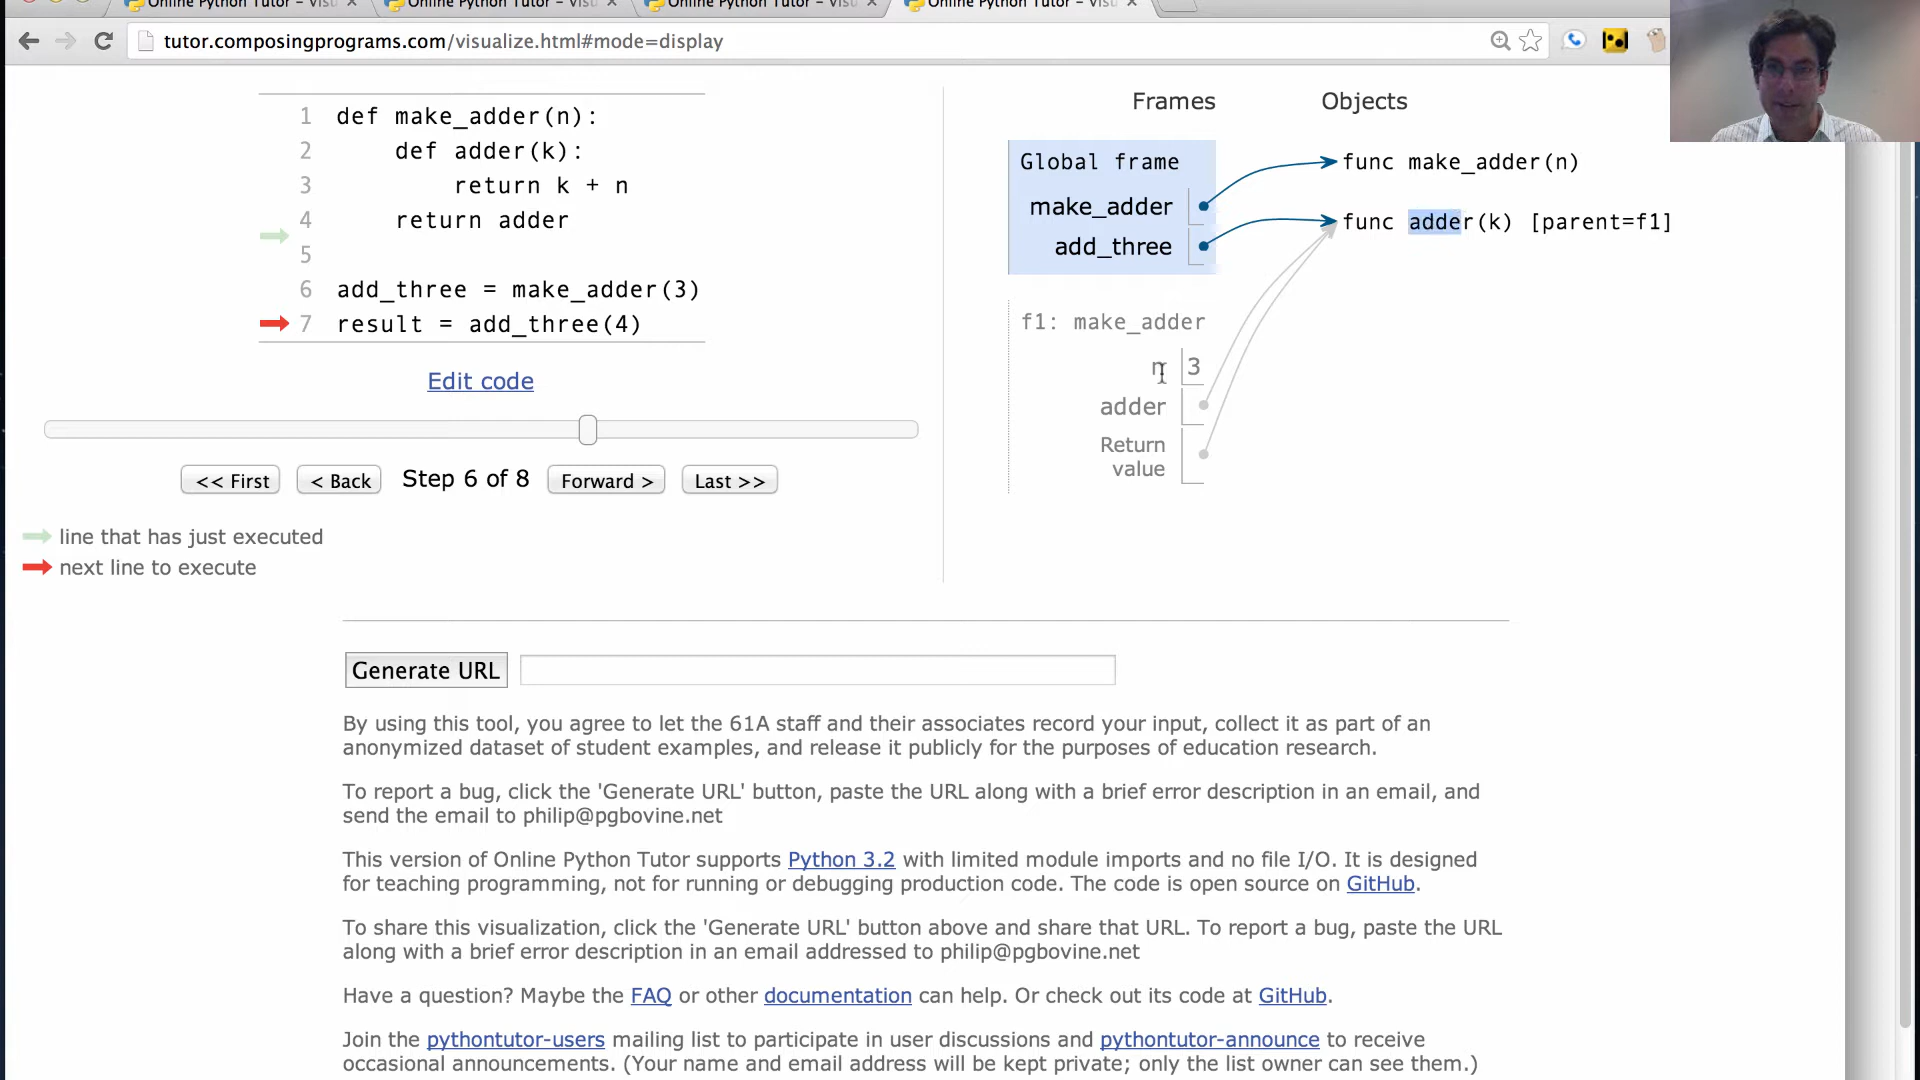 Online Python Tutor - Visu × Online Python Tutor - Visu × Online Python Tutor - Visu × Online Python Tutor - Visu ×
tutor.composingprograms.com/visualize.html#mode=display
1 def make_adder(n):
2 def adder(k):
3 return k + n
4 return adder
5
6 add_three = make_adder(3)
7 result = add_three(4)
Edit code
<< First < Back Step 6 of 8 Forward > Last >>
line that has just executed
next line to execute
Frames Objects
Global frame
make_adder
add_three
func make_adder(n)
func adder(k) [parent=f1]
f1: make_adder
n 3
adder
Return
value
Generate URL
By using this tool, you agree to let the 61A staff and their associates record your input, collect it as part of an
anonymized dataset of student examples, and release it publicly for the purposes of education research.
To report a bug, click the 'Generate URL' button, paste the URL along with a brief error description in an email, and
send the email to philip@pgbovine.net
This version of Online Python Tutor supports Python 3.2 with limited module imports and no file I/O. It is designed
for teaching programming, not for running or debugging production code. The code is open source on GitHub.
To share this visualization, click the 'Generate URL' button above and share that URL. To report a bug, paste the URL
along with a brief error description in an email addressed to philip@pgbovine.net
Have a question? Maybe the FAQ or other documentation can help. Or check out its code at GitHub.
Join the pythontutor-users mailing list to participate in user discussions and pythontutor-announce to receive
occasional announcements. (Your name and email address will be kept private; only the list owner can see them.)